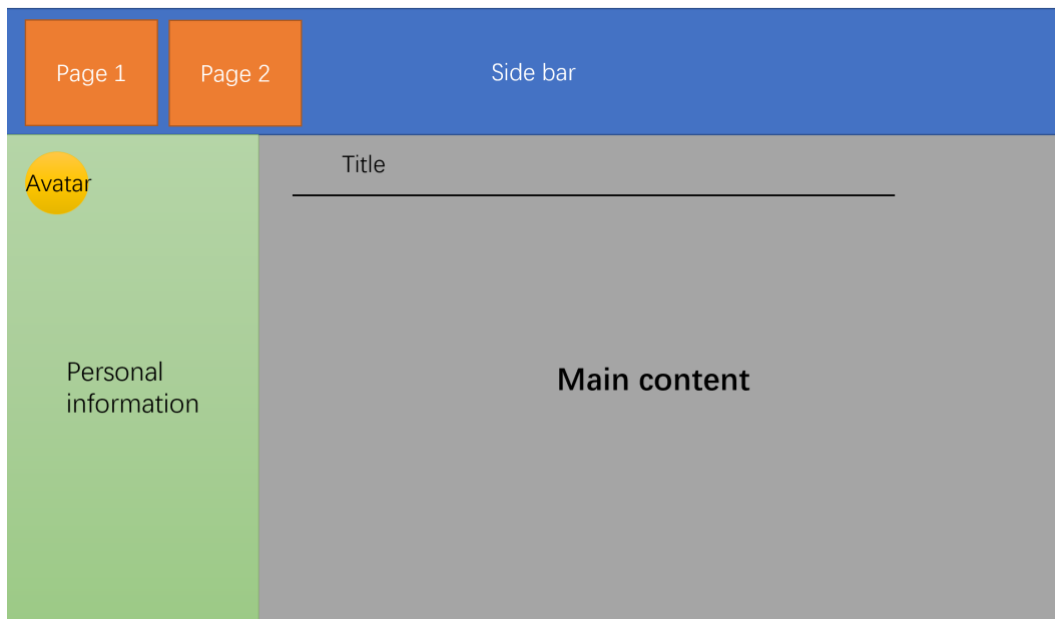 Page 1
Page 2
Side bar
Avatar
Title
Personal
information
Main content